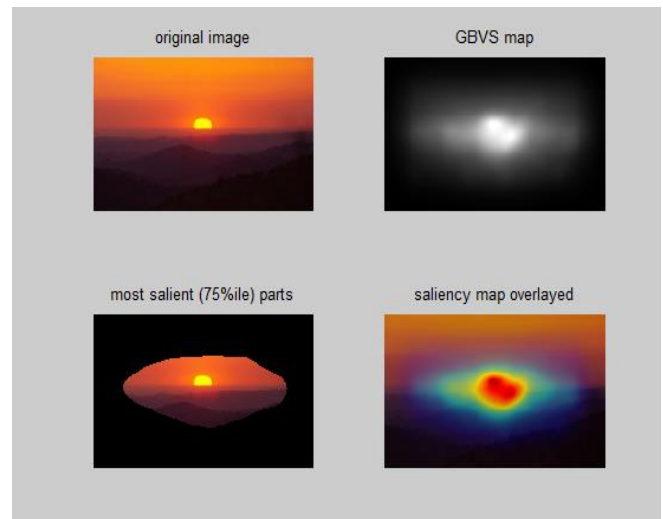 original image
GBVS map
most salient (75%ile) parts
saliency map overlayed